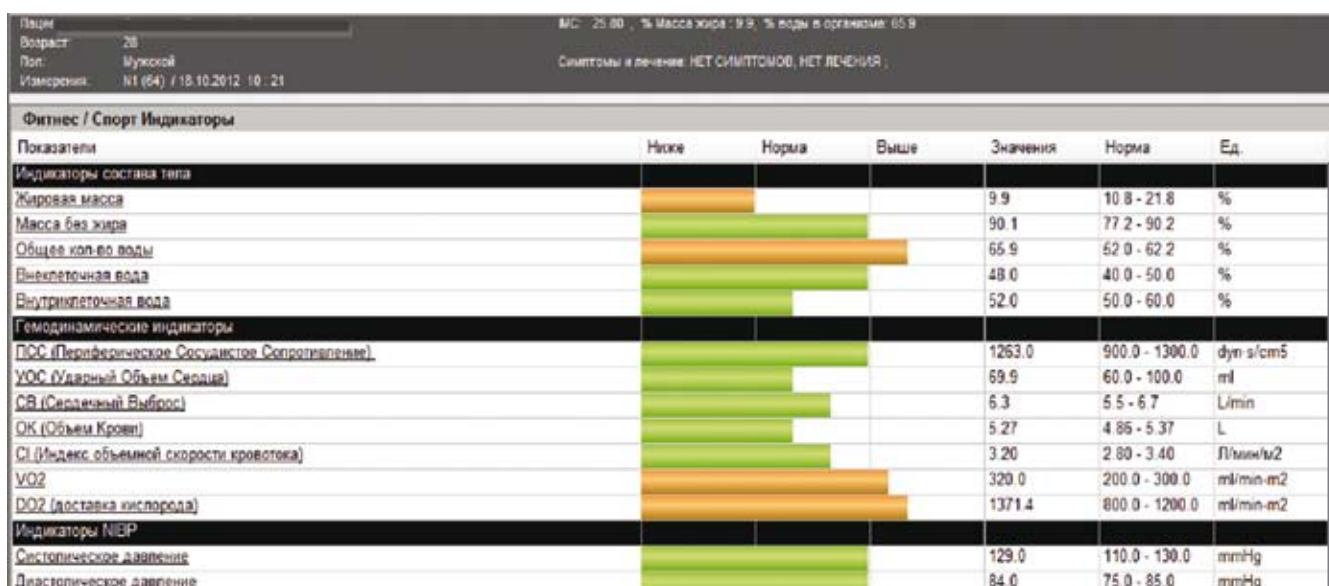 Возраст: 28
Пол: Мужской
Измерения: N1 (64) / 18.10.2012 10 : 21
ИМС: 25.80 , % Масса жира : 9.9, % воды в организме: 65.9
Симптомы и лечение: НЕТ СИМПТОМОВ, НЕТ ЛЕЧЕНИЯ ;
Фитнес / Спорт Индикаторы
Показатели Ниже Норма Выше Значения Норма Ед.
Индикаторы состава тела
Жировая масса 9.9 10.8 - 21.8 %
Масса без жира 90.1 77.2 - 90.2 %
Общее кол-во воды 65.9 52.0 - 62.2 %
Внеклеточная вода 48.0 40.0 - 50.0 %
Внутриклеточная вода 52.0 50.0 - 60.0 %
Гемодинамические индикаторы
ПСС (Периферическое Сосудистое Сопротивление) 1263.0 900.0 - 1300.0 dyn-s/cm5
УОС (Ударный Объем Сердца) 69.9 60.0 - 100.0 ml
СВ (Сердечный Выброс) 6.3 5.5 - 6.7 L/min
ОК (Объем Крови) 5.27 4.86 - 5.37 L
CI (Индекс объемной скорости кровотока) 3.20 2.80 - 3.40 Л/мин/м2
VO2 320.0 200.0 - 300.0 ml/min-m2
DO2 (доставка кислорода) 1371.4 800.0 - 1200.0 ml/min-m2
Индикаторы NIBP
Систолическое давление 129.0 110.0 - 130.0 mmHg
Диастолическое давление 84.0 75.0 - 85.0 mmHg